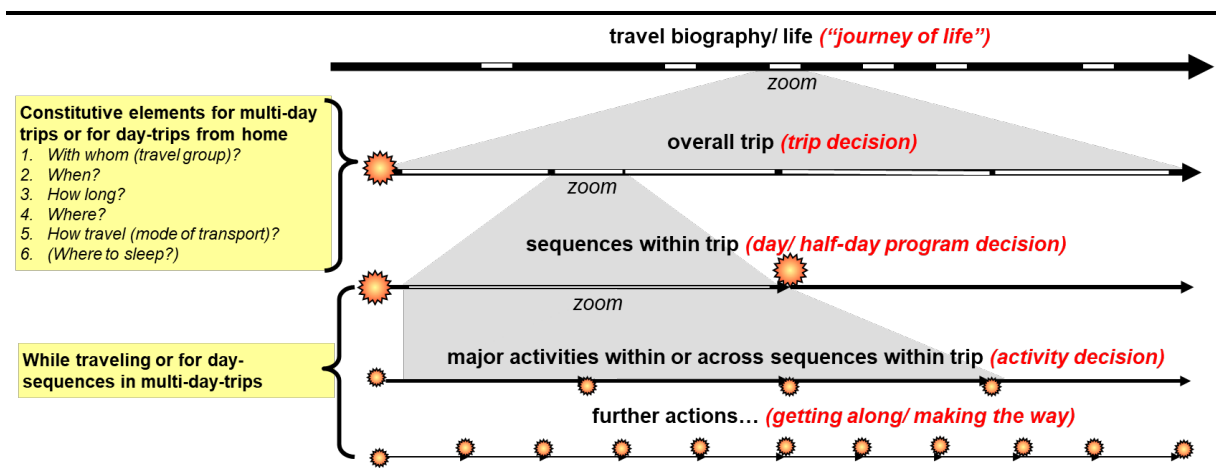 travel biography/ life (“journey of life”)
zoom
Constitutive elements for multi-day
trips or for day-trips from home
1. With whom (travel group)?
2. When?
3. How long?
4. Where?
5. How travel (mode of transport)?
6. (Where to sleep?)
overall trip (trip decision)
zoom
sequences within trip (day/ half-day program decision)
zoom
While traveling or for day-
sequences in multi-day-trips
major activities within or across sequences within trip (activity decision)
further actions… (getting along/ making the way)